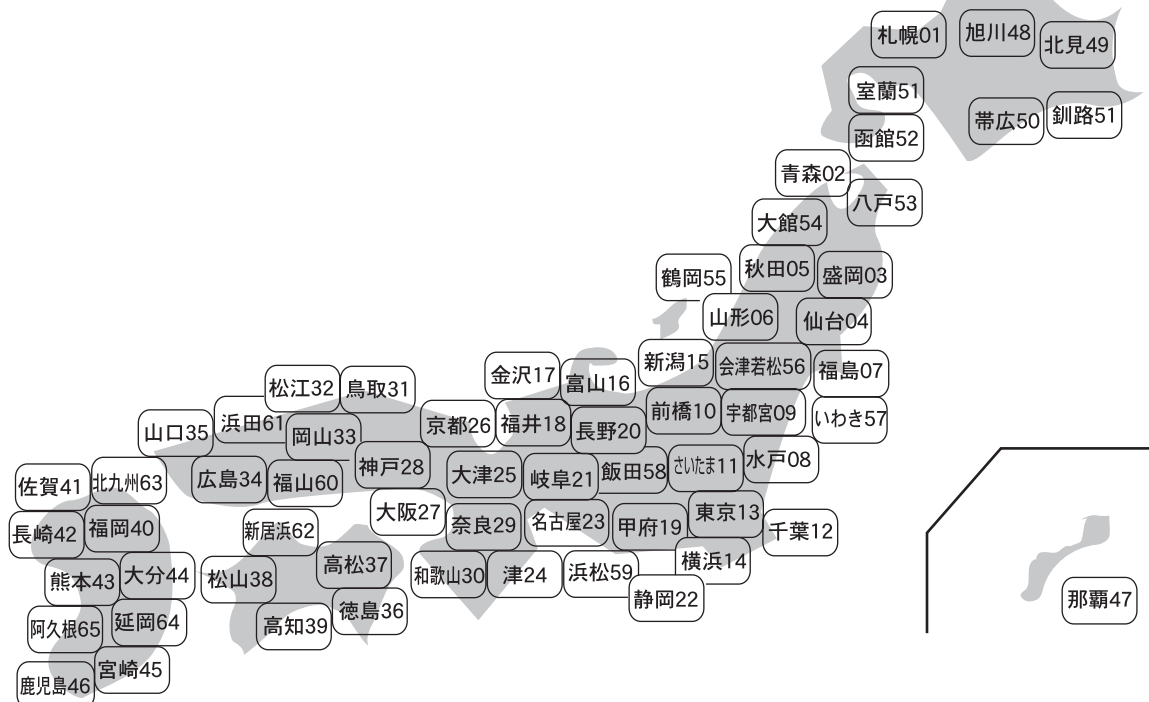 札幌01
旭川48
北見49
室蘭51
帯広50
釧路51
函館52
青森02
八戸53
大館54
秋田05
盛岡03
鶴岡55
山形06
仙台04
新潟15
会津若松56
福島07
金沢17
富山16
松江32
鳥取31
前橋10
宇都宮09
いわき57
山口35
浜田61
岡山33
京都26
福井18
長野20
水戸08
佐賀41
北九州63
広島34
福山60
神戸28
大津25
岐阜21
飯田58
さいたま11
長崎42
福岡40
新居浜62
大阪27
奈良29
名古屋23
甲府19
東京13
千葉12
熊本43
大分44
松山38
高松37
和歌山30
津24
浜松59
横浜14
静岡22
那覇47
阿久根65
延岡64
高知39
徳島36
鹿児島46
宮崎45